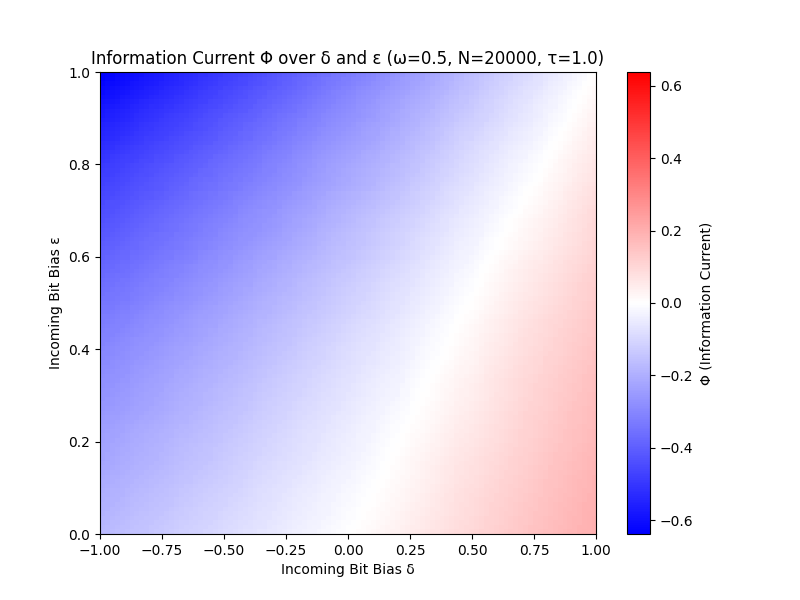 Information Current Φ over δ and ε (ω=0.5, N=20000, τ=1.0)
1.0
0.8
0.6
0.4
0.2
0.0
Incoming Bit Bias ε
−1.00 −0.75 −0.50 −0.25 0.00 0.25 0.50 0.75 1.00
Incoming Bit Bias δ
0.6
0.4
0.2
0.0
−0.2
−0.4
−0.6
Φ (Information Current)